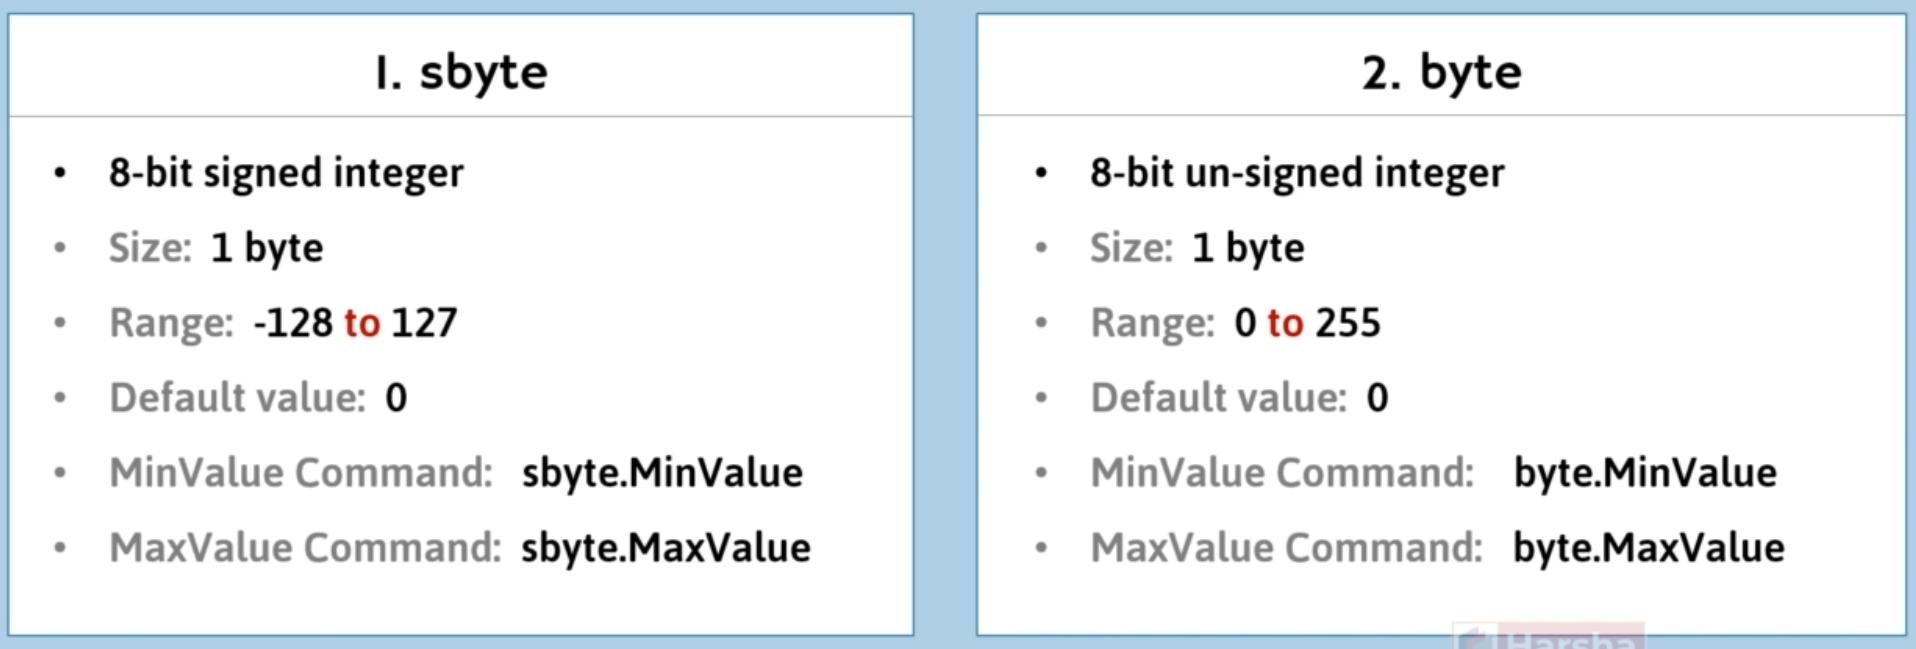 1. sbyte
• 8-bit signed integer
• Size: 1 byte
• Range: -128 to 127
• Default value: 0
• MinValue Command: sbyte.MinValue
• MaxValue Command: sbyte.MaxValue
2. byte
• 8-bit un-signed integer
• Size: 1 byte
• Range: 0 to 255
• Default value: 0
• MinValue Command: byte.MinValue
• MaxValue Command: byte.MaxValue
Harsha